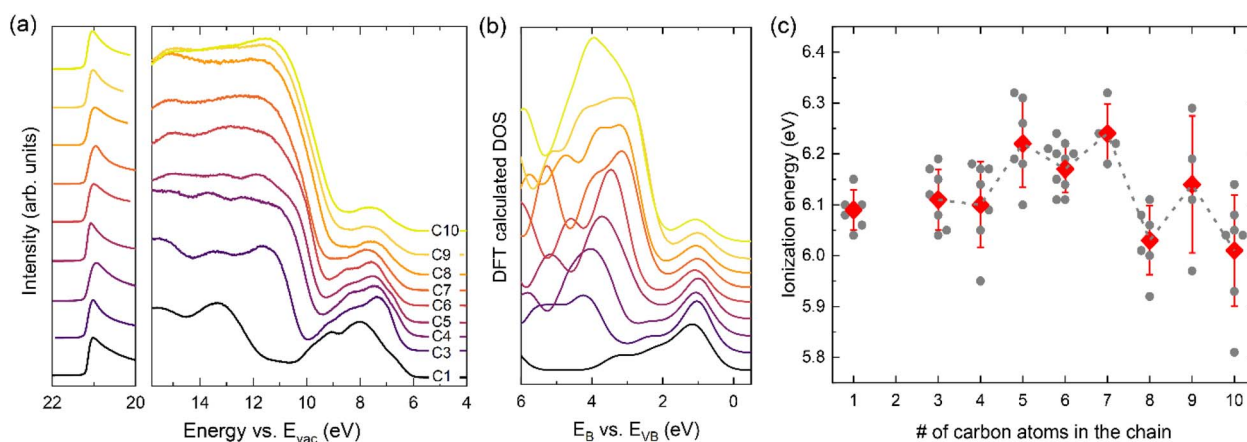 (a)
Intensity (arb. units)
22 20
14 12 10 8 6 4
Energy vs. E_vac (eV)
C10
C9
C8
C7
C6
C5
C4
C3
C1
(b)
DFT calculated DOS
6 4 2 0
E_B vs. E_VB (eV)
(c)
Ionization energy (eV)
6.4
6.3
6.2
6.1
6.0
5.9
5.8
1 2 3 4 5 6 7 8 9 10
# of carbon atoms in the chain